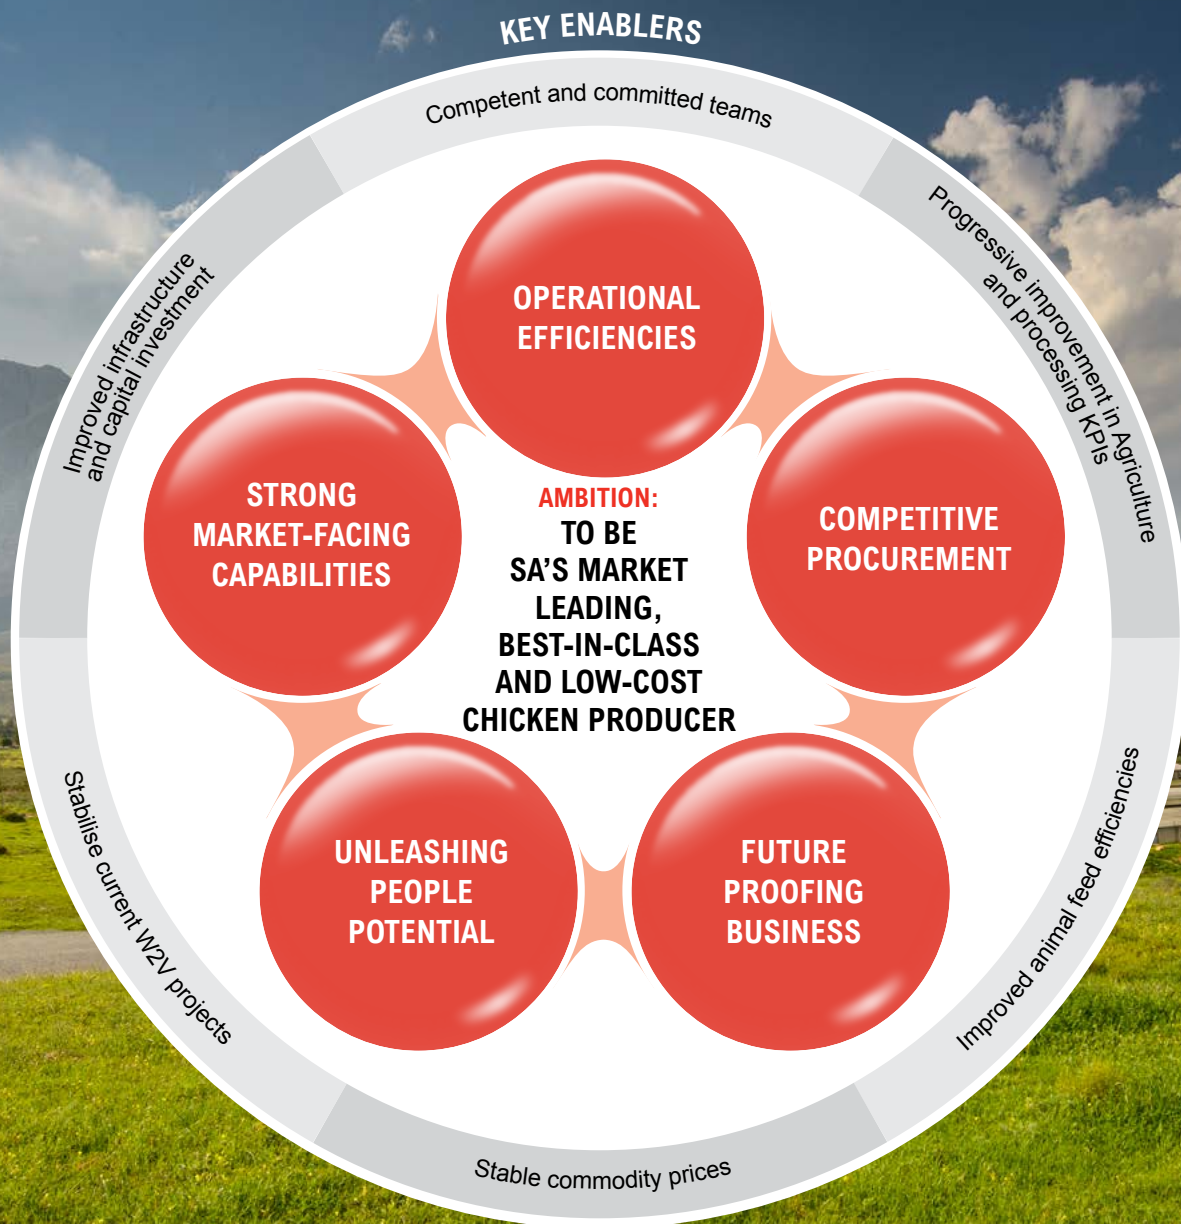 KEY ENABLERS
Competent and committed teams
Progressive improvement in Agriculture
and processing KPIs
Improved animal feed efficiencies
Stable commodity prices
Stabilise current W2V projects
Improved infrastructure
and capital investment
OPERATIONAL
EFFICIENCIES
COMPETITIVE
PROCUREMENT
FUTURE
PROOFING
BUSINESS
UNLEASHING
PEOPLE
POTENTIAL
STRONG
MARKET-FACING
CAPABILITIES
AMBITION:
TO BE
SA'S MARKET
LEADING,
BEST-IN-CLASS
AND LOW-COST
CHICKEN PRODUCER